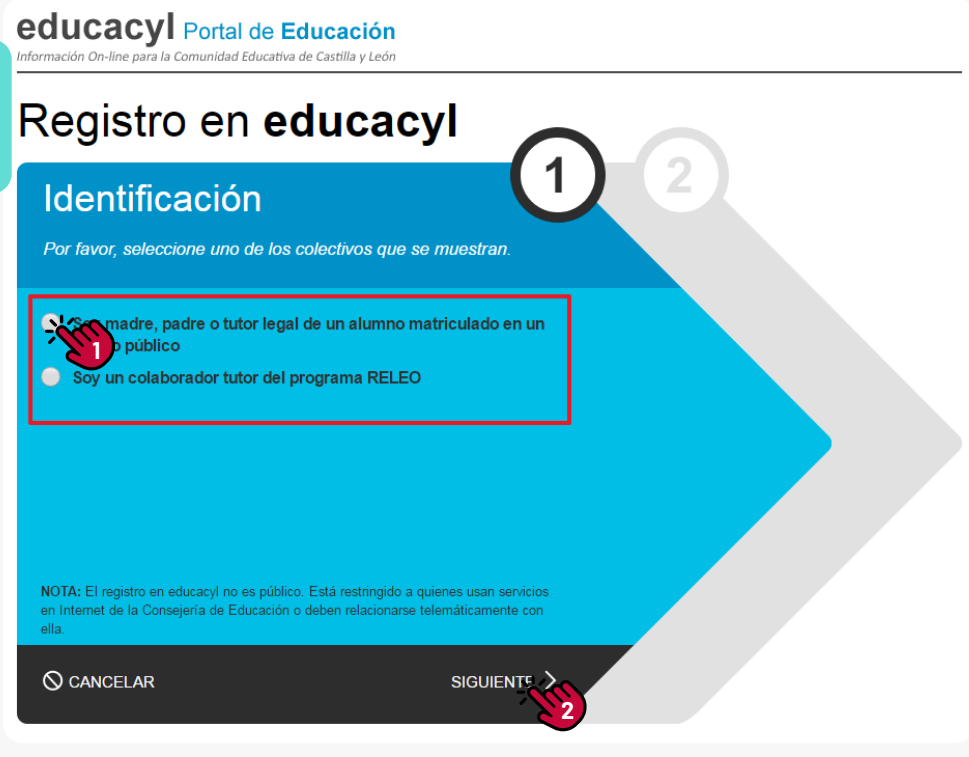 educacyl Portal de Educación
Información On-line para la Comunidad Educativa de Castilla y León
Registro en educacyl
1
2
Identificación
Por favor, seleccione uno de los colectivos que se muestran.
madre, padre o tutor legal de un alumno matriculado en un
1
público
Soy un colaborador tutor del programa RELEO
NOTA: El registro en educacyl no es público. Está restringido a quienes usan servicios
en Internet de la Consejería de Educación o deben relacionarse telemáticamente con
ella.
CANCELAR
SIGUIENTE
2